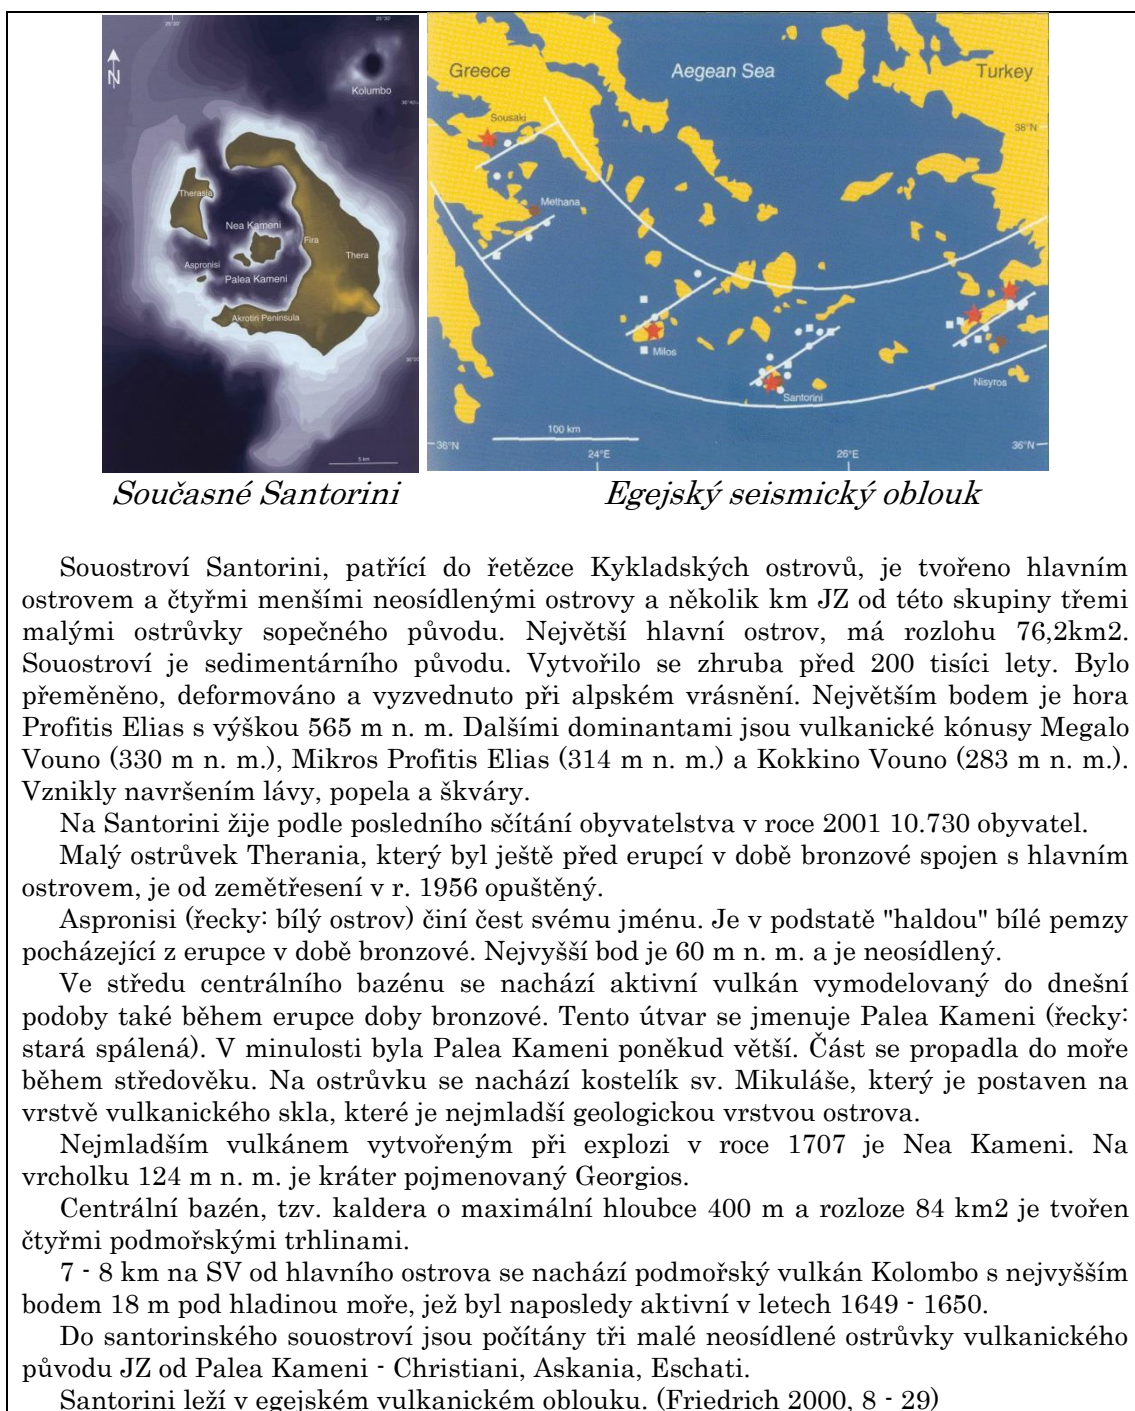 25°20'
25°30'
N
Kolumbo
36°40'
Therasia
Nea Kameni
Fira
Thera
Aspronisi
Palea Kameni
Akrotiri Peninsula
5 km
Greece
Aegean Sea
Turkey
Sousaki
36°N
Methana
Milos
Santorini
Nisyros
100 km
36°N
36°N
24°E
26°E
Současné Santorini
Egejský seismický oblouk
Souostroví Santorini, patřící do řetězce Kykladských ostrovů, je tvořeno hlavním
ostrovem a čtyřmi menšími neosídlenými ostrovy a několik km JZ od této skupiny třemi
malými ostrůvky sopečného původu. Největší hlavní ostrov, má rozlohu 76,2km2.
Souostroví je sedimentárního původu. Vytvořilo se zhruba před 200 tisíci lety. Bylo
přeměněno, deformováno a vyzvednuto při alpském vrásnění. Největším bodem je hora
Profitis Elias s výškou 565 m n. m. Dalšími dominantami jsou vulkanické kónusy Megalo
Vouno (330 m n. m.), Mikros Profitis Elias (314 m n. m.) a Kokkino Vouno (283 m n. m.).
Vznikly navršením lávy, popela a škváry.
Na Santorini žije podle posledního sčítání obyvatelstva v roce 2001 10.730 obyvatel.
Malý ostrůvek Therania, který byl ještě před erupcí v době bronzové spojen s hlavním
ostrovem, je od zemětřesení v r. 1956 opuštěný.
Aspronisi (řecky: bílý ostrov) činí čest svému jménu. Je v podstatě "haldou" bílé pemzy
pocházející z erupce v době bronzové. Nejvyšší bod je 60 m n. m. a je neosídlený.
Ve středu centrálního bazénu se nachází aktivní vulkán vymodelovaný do dnešní
podoby také během erupce doby bronzové. Tento útvar se jmenuje Palea Kameni (řecky:
stará spálená). V minulosti byla Palea Kameni poněkud větší. Část se propadla do moře
během středověku. Na ostrůvku se nachází kostelík sv. Mikuláše, který je postaven na
vrstvě vulkanického skla, které je nejmladší geologickou vrstvou ostrova.
Nejmladším vulkánem vytvořeným při explozi v roce 1707 je Nea Kameni. Na
vrcholku 124 m n. m. je kráter pojmenovaný Georgios.
Centrální bazén, tzv. kaldera o maximální hloubce 400 m a rozloze 84 km2 je tvořen
čtyřmi podmořskými trhlinami.
7 - 8 km na SV od hlavního ostrova se nachází podmořský vulkán Kolombo s nejvyšším
bodem 18 m pod hladinou moře, jež byl naposledy aktivní v letech 1649 - 1650.
Do santorinského souostroví jsou počítány tři malé neosídlené ostrůvky vulkanického
původu JZ od Palea Kameni - Christiani, Askania, Eschati.
Santorini leží v egejském vulkanickém oblouku. (Friedrich 2000, 8 - 29)